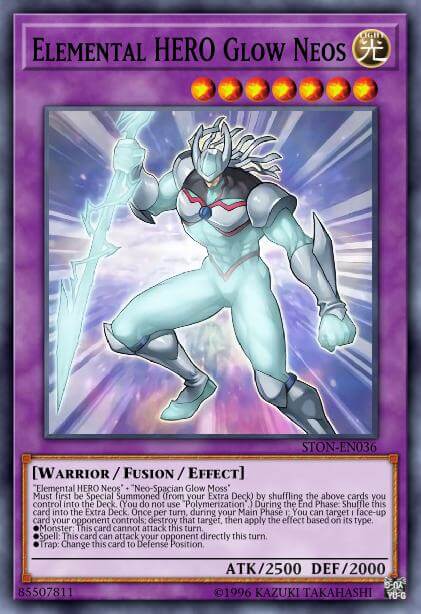 ELEMENTAL HERO GLOW NEOS
LIGHT
光
STON-EN036
[WARRIOR / FUSION / EFFECT]
"Elemental HERO Neos" + "Neo-Spacian Glow Moss"
Must first be Special Summoned (from your Extra Deck) by shuffling the above cards you
control into the Deck. (You do not use "Polymerization".) During the End Phase: Shuffle this
card into the Extra Deck. Once per turn, during your Main Phase 1: You can target 1 face-up
card your opponent controls; destroy that target, then apply the effect based on its type.
●Monster: This card cannot attack this turn.
●Spell: This card can attack your opponent directly this turn.
●Trap: Change this card to Defense Position.
ATK/2500 DEF/2000
85507811
©1996 KAZUKI TAKAHASHI